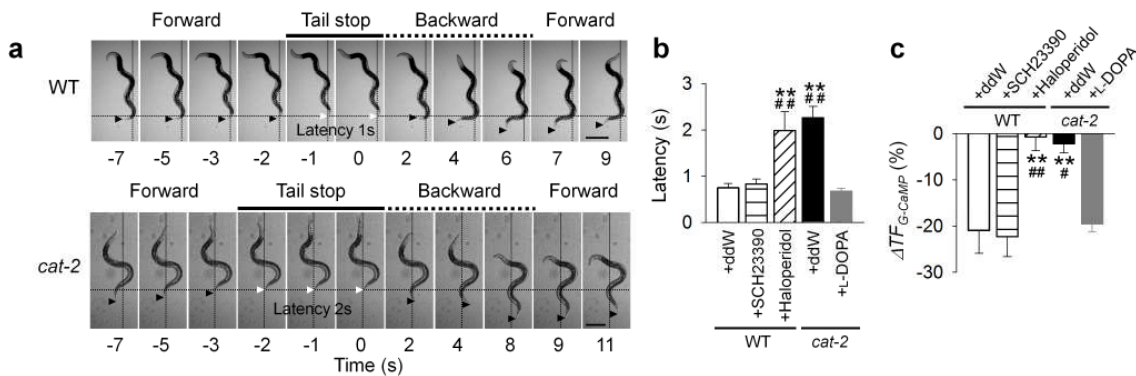 a
Forward Tail stop Backward Forward
WT
Latency 1s
-7 -5 -3 -2 -1 0 2 4 6 7 9
Forward Tail stop Backward Forward
cat-2
Latency 2s
-7 -5 -3 -2 -1 0 2 4 8 9 11
Time (s)
b
Latency (s)
3
2
1
0
**
##
**
##
+ddW
+SCH23390
+Haloperidol
+ddW
+L-DOPA
WT cat-2
c
+ddW
+SCH23390
+Haloperidol
+ddW
+L-DOPA
WT cat-2
ΔTF G-CaMP (%)
0
-10
-20
-30
**
##
**
#